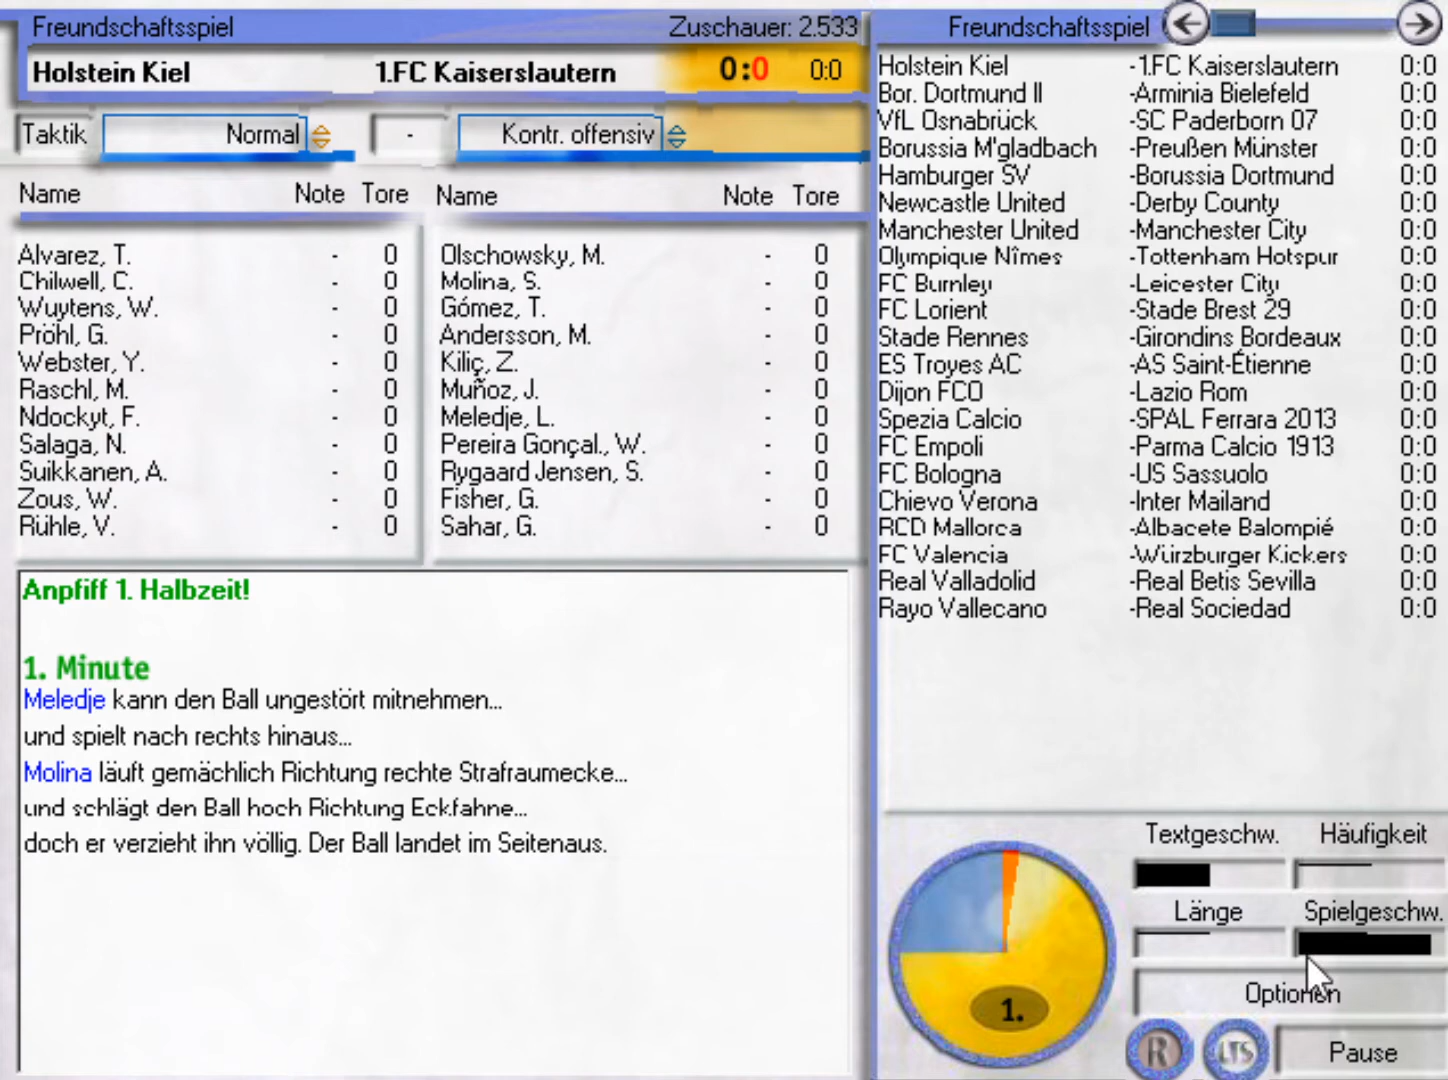 Freundschaftsspiel Zuschauer: 2.533
Holstein Kiel 1.FC Kaiserslautern 0:0 0:0
Taktik Normal - Kontr. offensiv
Name Note Tore Name Note Tore
Alvarez, T. - 0 Olschowsky, M. - 0
Chilwell, C. - 0 Molina, S. - 0
Wuytens, W. - 0 Gómez, T. - 0
Pröhl, G. - 0 Andersson, M. - 0
Webster, Y. - 0 Kiliç, Z. - 0
Raschl, M. - 0 Muñoz, J. - 0
Ndockyt, F. - 0 Meledje, L. - 0
Salaga, N. - 0 Pereira Gonçal., W. - 0
Suikkanen, A. - 0 Rygaard Jensen, S. - 0
Zous, W. - 0 Fisher, G. - 0
Rühle, V. - 0 Sahar, G. - 0
Anpfiff 1. Halbzeit!
1. Minute
Meledje kann den Ball ungestört mitnehmen...
und spielt nach rechts hinaus...
Molina läuft gemächlich Richtung rechte Strafraumecke...
und schlägt den Ball hoch Richtung Eckfahne...
doch er verzieht ihn völlig. Der Ball landet im Seitenaus.
Freundschaftsspiel
Holstein Kiel -1.FC Kaiserslautern 0:0
Bor. Dortmund II -Arminia Bielefeld 0:0
VfL Osnabrück -SC Paderborn 07 0:0
Borussia M'gladbach -Preußen Münster 0:0
Hamburger SV -Borussia Dortmund 0:0
Newcastle United -Derby County 0:0
Manchester United -Manchester City 0:0
Olympique Nîmes -Tottenham Hotspur 0:0
FC Burnley -Leicester City 0:0
FC Lorient -Stade Brest 29 0:0
Stade Rennes -Girondins Bordeaux 0:0
ES Troyes AC -AS Saint-Étienne 0:0
Dijon FCO -Lazio Rom 0:0
Spezia Calcio -SPAL Ferrara 2013 0:0
FC Empoli -Parma Calcio 1913 0:0
FC Bologna -US Sassuolo 0:0
Chievo Verona -Inter Mailand 0:0
RCD Mallorca -Albacete Balompié 0:0
FC Valencia -Würzburger Kickers 0:0
Real Valladolid -Real Betis Sevilla 0:0
Rayo Vallecano -Real Sociedad 0:0
Textgeschw. Häufigkeit
Länge Spielgeschw.
Optionen
1.
R LTS Pause